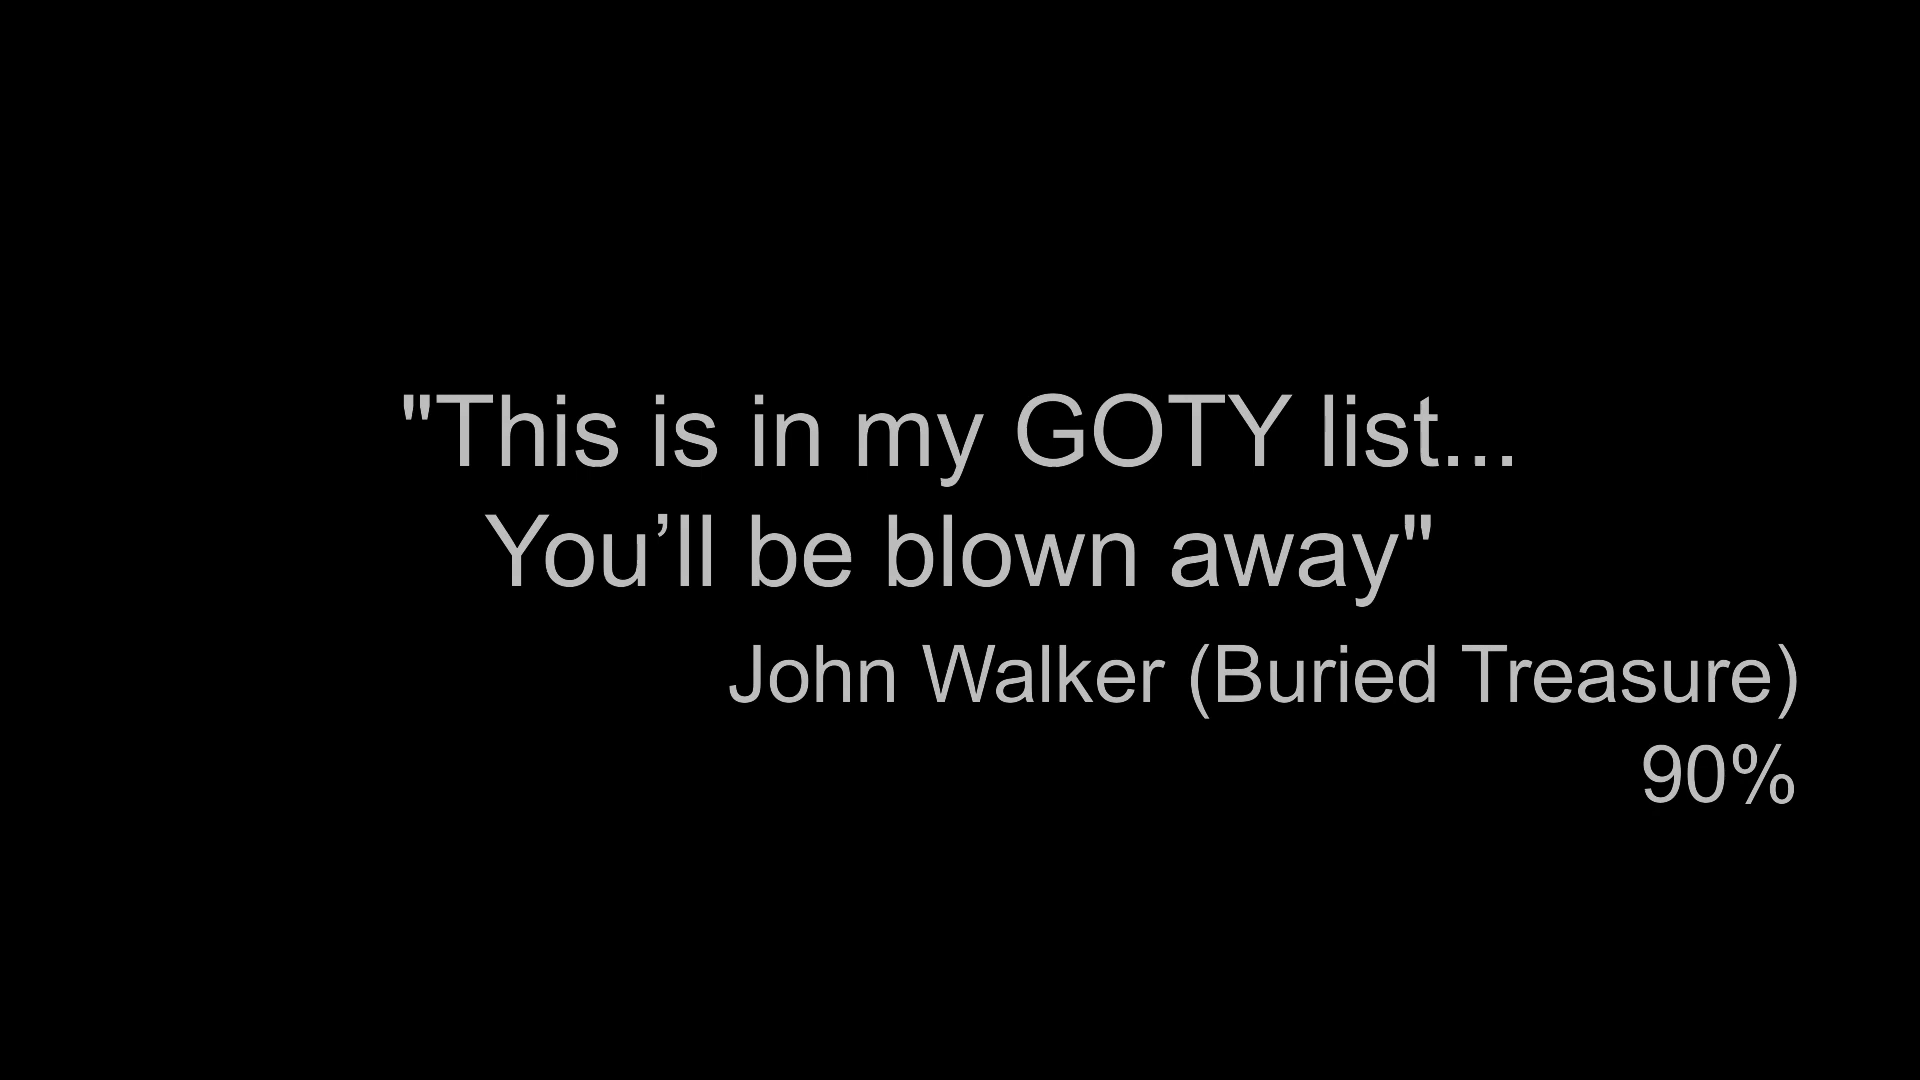 "This is in my GOTY list...
You’ll be blown away"
John Walker (Buried Treasure)
90%